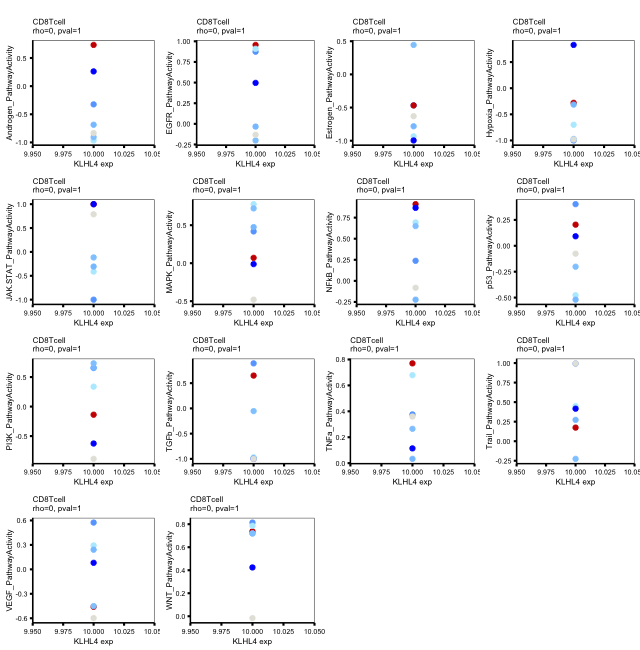 CD8Tcell
rho=0, pval=1
Androgen_PathwayActivity
0.5
0.0
-0.5
-1.0
9.950 9.975 10.000 10.025 10.05
KLHL4 exp
CD8Tcell
rho=0, pval=1
EGFR_PathwayActivity
1.00
0.75
0.50
0.25
0.00
-0.25
9.950 9.975 10.000 10.025 10.05
KLHL4 exp
CD8Tcell
rho=0, pval=1
Estrogen_PathwayActivity
0.5
0.0
-0.5
-1.0
9.950 9.975 10.000 10.025 10.05
KLHL4 exp
CD8Tcell
rho=0, pval=1
Hypoxia_PathwayActivity
0.5
0.0
-0.5
-1.0
9.950 9.975 10.000 10.025 10.05
KLHL4 exp
CD8Tcell
rho=0, pval=1
JAK.STAT_PathwayActivity
1.0
0.5
0.0
-0.5
-1.0
9.950 9.975 10.000 10.025 10.05
KLHL4 exp
CD8Tcell
rho=0, pval=1
MAPK_PathwayActivity
0.5
0.0
-0.5
9.950 9.975 10.000 10.025 10.05
KLHL4 exp
CD8Tcell
rho=0, pval=1
NFkB_PathwayActivity
0.75
0.50
0.25
0.00
-0.25
9.950 9.975 10.000 10.025 10.05
KLHL4 exp
CD8Tcell
rho=0, pval=1
p53_PathwayActivity
0.25
0.00
-0.25
-0.50
9.950 9.975 10.000 10.025 10.05
KLHL4 exp
CD8Tcell
rho=0, pval=1
PI3K_PathwayActivity
0.5
0.0
-0.5
9.950 9.975 10.000 10.025 10.05
KLHL4 exp
CD8Tcell
rho=0, pval=1
TGFb_PathwayActivity
0.5
0.0
-0.5
-1.0
9.950 9.975 10.000 10.025 10.05
KLHL4 exp
CD8Tcell
rho=0, pval=1
TNFa_PathwayActivity
0.8
0.6
0.4
0.2
0.0
9.950 9.975 10.000 10.025 10.05
KLHL4 exp
CD8Tcell
rho=0, pval=1
Trail_PathwayActivity
1.00
0.75
0.50
0.25
0.00
-0.25
9.950 9.975 10.000 10.025 10.05
KLHL4 exp
CD8Tcell
rho=0, pval=1
VEGF_PathwayActivity
0.6
0.3
0.0
-0.3
-0.6
9.950 9.975 10.000 10.025 10.05
KLHL4 exp
CD8Tcell
rho=0, pval=1
WNT_PathwayActivity
0.8
0.6
0.4
0.2
0.0
9.950 9.975 10.000 10.025 10.050
KLHL4 exp